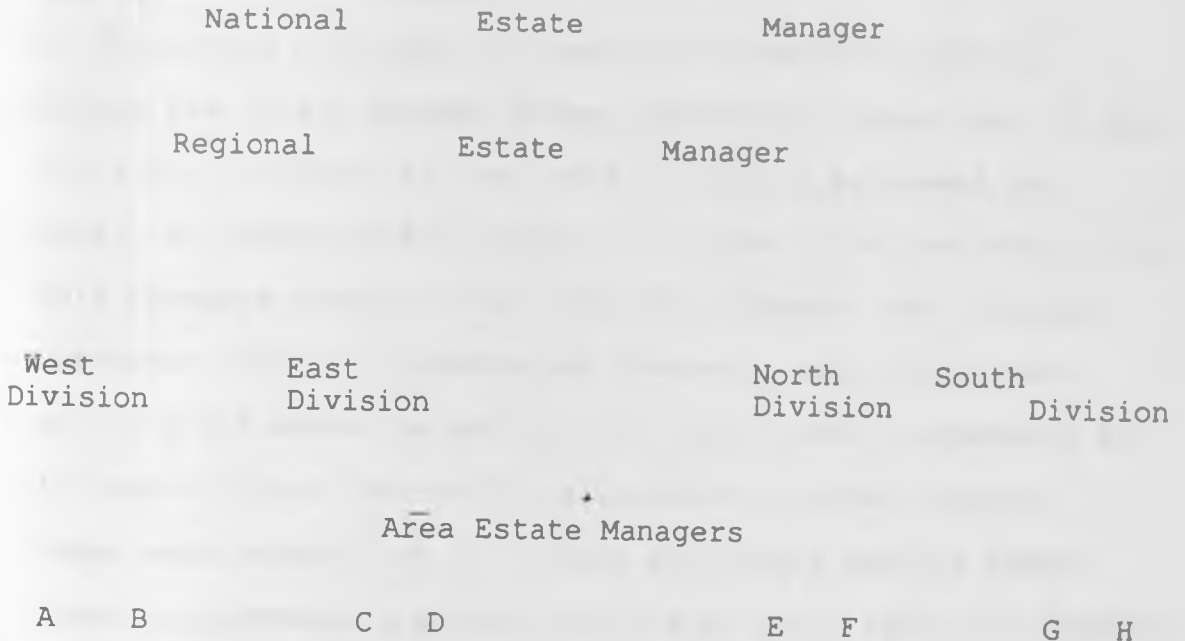 National Estate Manager
Regional Estate Manager
West East North South
Division Division Division Division
Area Estate Managers
A B C D E F G H